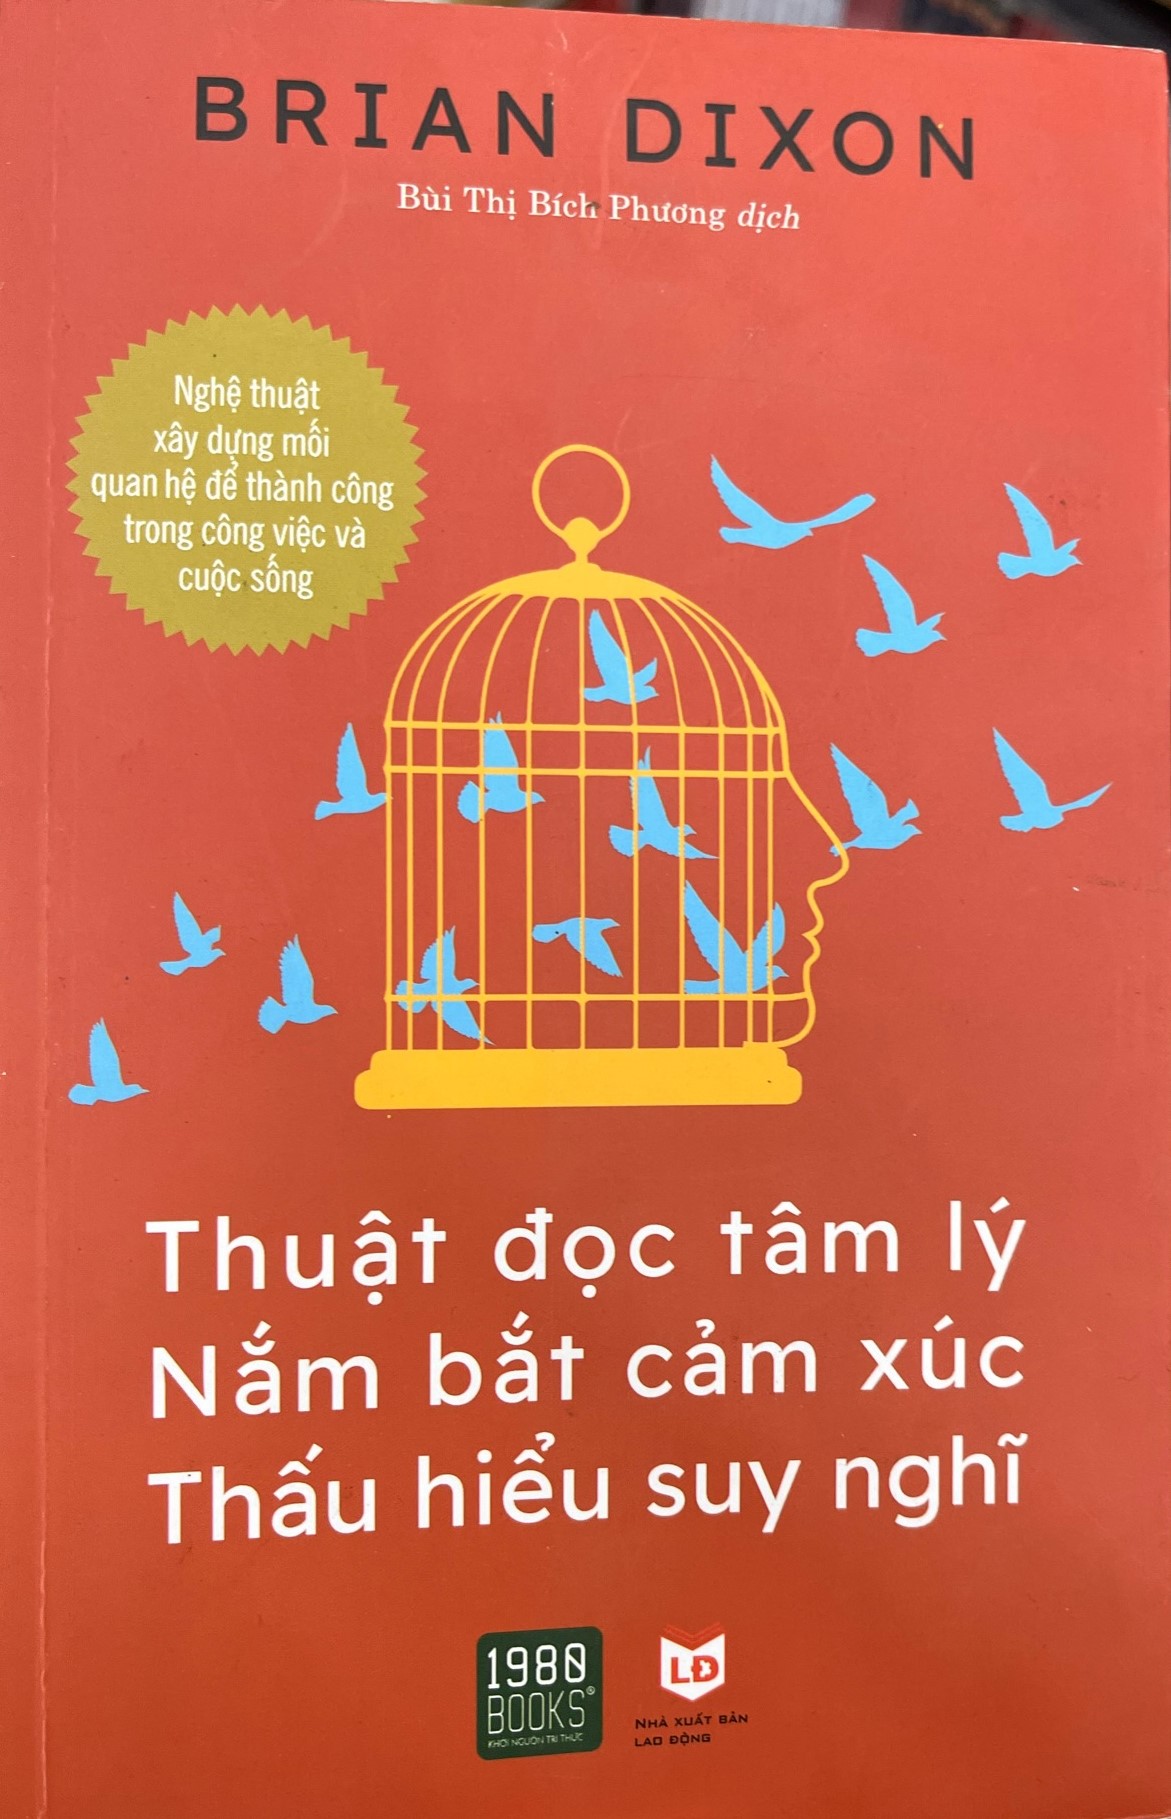 BRIAN DIXON
Bùi Thị Bích Phương dịch
Nghệ thuật
xây dựng mối
quan hệ để thành công
trong công việc và
cuộc sống
Thuật đọc tâm lý
Nắm bắt cảm xúc
Thấu hiểu suy nghĩ
1980
BOOKS®
KHƠI NGUỒN TRI THỨC
LĐ
NHÀ XUẤT BẢN
LAO ĐỘNG